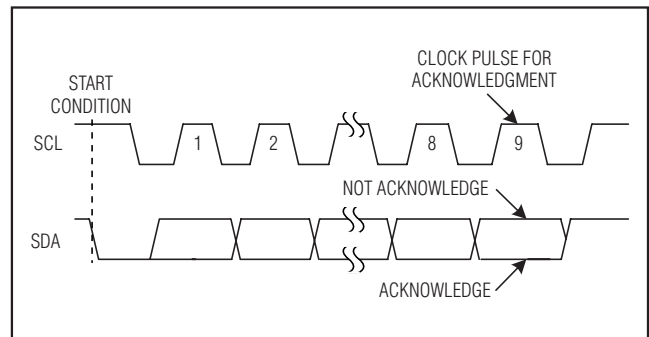 CLOCK PULSE FOR
ACKNOWLEDGMENT
START
CONDITION
SCL
1
2
8
9
NOT ACKNOWLEDGE
SDA
ACKNOWLEDGE